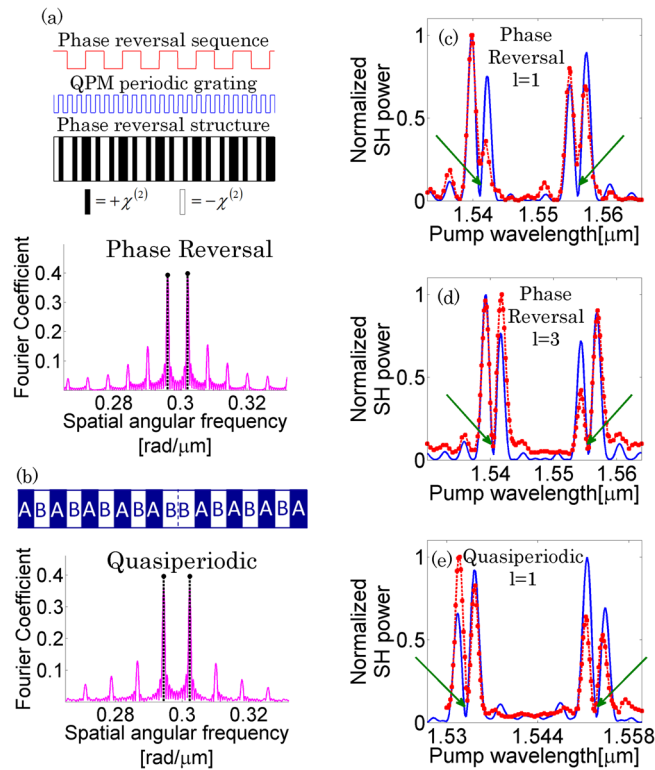 (a)
Phase reversal sequence
QPM periodic grating
Phase reversal structure
=+χ(2) =−χ(2)
Phase Reversal
Fourier Coefficient
0.4
0.3
0.2
0.1
0.28 0.3 0.32
Spatial angular frequency
[rad/μm]
(b)
A B A B A B A B A B B A B A B A B A
Quasiperiodic
Fourier Coefficient
0.4
0.3
0.2
0.1
0.28 0.3 0.32
Spatial angular frequency
[rad/μm]
(c)
Phase
Reversal
l=1
Normalized
SH power
1
0.5
0
1.54 1.55 1.56
Pump wavelength[μm]
(d)
Phase
Reversal
l=3
Normalized
SH power
1
0.5
0
1.54 1.55 1.56
Pump wavelength[μm]
(e)
Quasiperiodic
l=1
Normalized
SH power
1
0.5
0
1.53 1.544 1.558
Pump wavelength[μm]